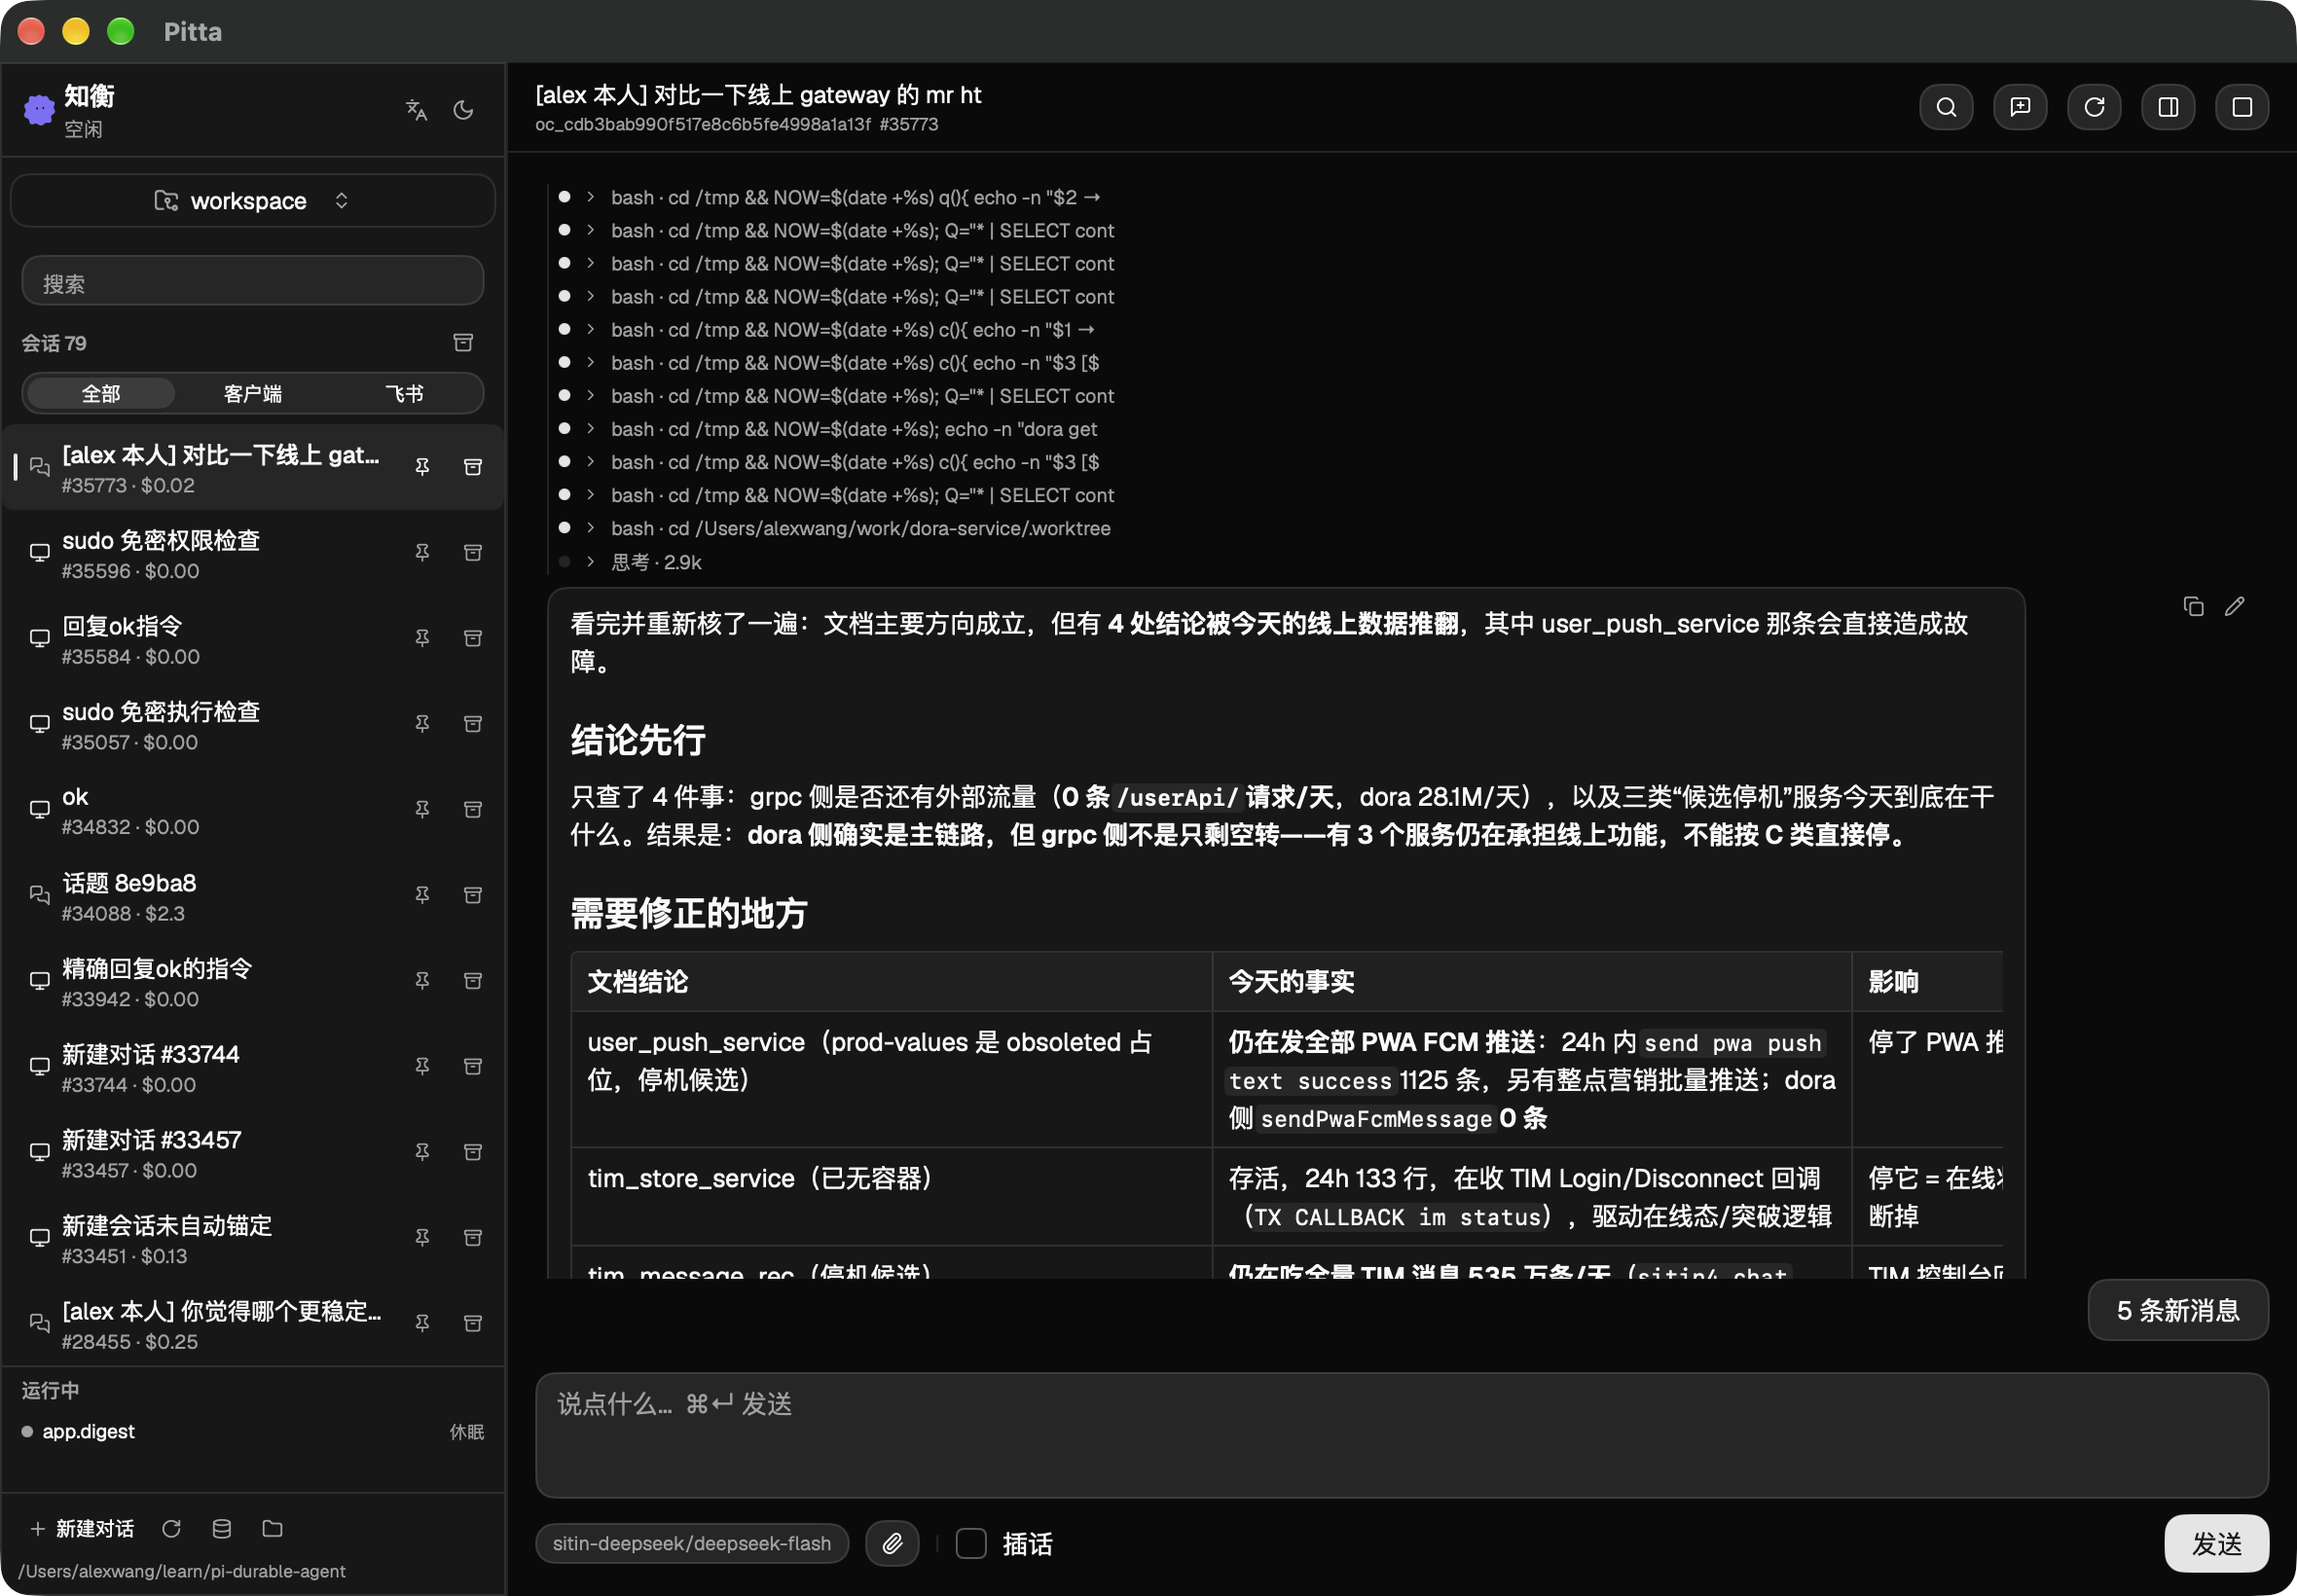 Pitta
知衡
空闲
workspace
搜索
会话 79
全部 客户端 飞书
[alex 本人] 对比一下线上 gat...
#35773 · $0.02
sudo 免密权限检查
#35596 · $0.00
回复ok指令
#35584 · $0.00
sudo 免密执行检查
#35057 · $0.00
ok
#34832 · $0.00
话题 8e9ba8
#34088 · $2.3
精确回复ok的指令
#33942 · $0.00
新建对话 #33744
#33744 · $0.00
新建对话 #33457
#33457 · $0.00
新建会话未自动锚定
#33451 · $0.13
[alex 本人] 你觉得哪个更稳定...
#28455 · $0.25
运行中
app.digest 休眠
新建对话
/Users/alexwang/learn/pi-durable-agent
[alex 本人] 对比一下线上 gateway 的 mr ht
oc_cdb3bab990f517e8c6b5fe4998a1a13f #35773
bash · cd /tmp && NOW=$(date +%s) q(){ echo -n "$2 →
bash · cd /tmp && NOW=$(date +%s); Q="* | SELECT cont
bash · cd /tmp && NOW=$(date +%s); Q="* | SELECT cont
bash · cd /tmp && NOW=$(date +%s); Q="* | SELECT cont
bash · cd /tmp && NOW=$(date +%s) c(){ echo -n "$1 →
bash · cd /tmp && NOW=$(date +%s) c(){ echo -n "$3 [$
bash · cd /tmp && NOW=$(date +%s); Q="* | SELECT cont
bash · cd /tmp && NOW=$(date +%s); echo -n "dora get
bash · cd /tmp && NOW=$(date +%s) c(){ echo -n "$3 [$
bash · cd /tmp && NOW=$(date +%s); Q="* | SELECT cont
bash · cd /Users/alexwang/work/dora-service/.worktree
思考 · 2.9k
看完并重新核了一遍：文档主要方向成立，但有 4 处结论被今天的线上数据推翻，其中 user_push_service 那条会直接造成故
障。
结论先行
只查了 4 件事：grpc 侧是否还有外部流量（0 条 /userApi/ 请求/天，dora 28.1M/天），以及三类“候选停机”服务今天到底在干
什么。结果是：dora 侧确实是主链路，但 grpc 侧不是只剩空转——有 3 个服务仍在承担线上功能，不能按 C 类直接停。
需要修正的地方
文档结论 今天的事实 影响
user_push_service（prod-values 是 obsoleted 占
位，停机候选）
仍在发全部 PWA FCM 推送：24h 内 send pwa push
text success 1125 条，另有整点营销批量推送；dora
侧 sendPwaFcmMessage 0 条
停了 PWA 推
tim_store_service（已无容器）
存活，24h 133 行，在收 TIM Login/Disconnect 回调
（TX CALLBACK im status），驱动在线态/突破逻辑
停它 = 在线状
断掉
tim_message_rec（停机候选）
仍在吃全量 TIM 消息 535 万条/天（sitin4 chat
TIM 控制台回
5 条新消息
说点什么... ⌘↵ 发送
sitin-deepseek/deepseek-flash
插话
发送